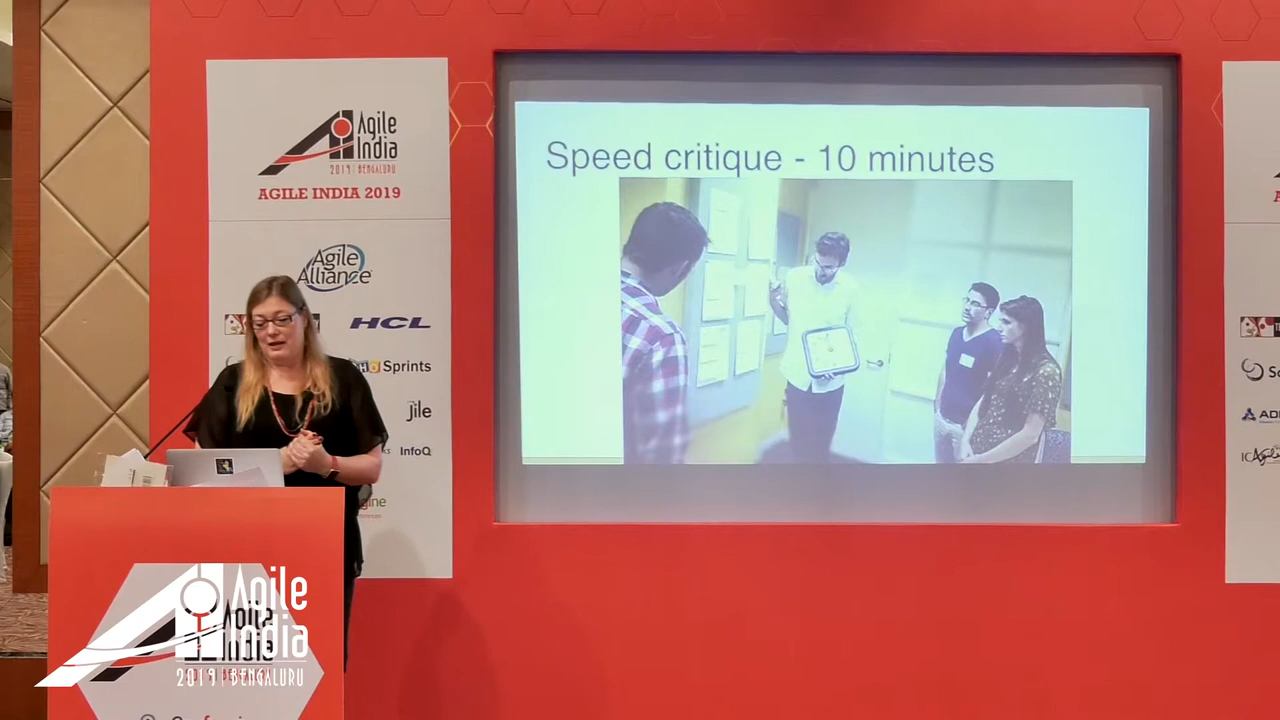 Agile
India
2019 | BENGALURU
AGILE INDIA 2019
Agile
Alliance
HCL
Sprints
Jile
InfoQ
gine
Speed critique - 10 minutes
Agile
India
2019 | BENGALURU